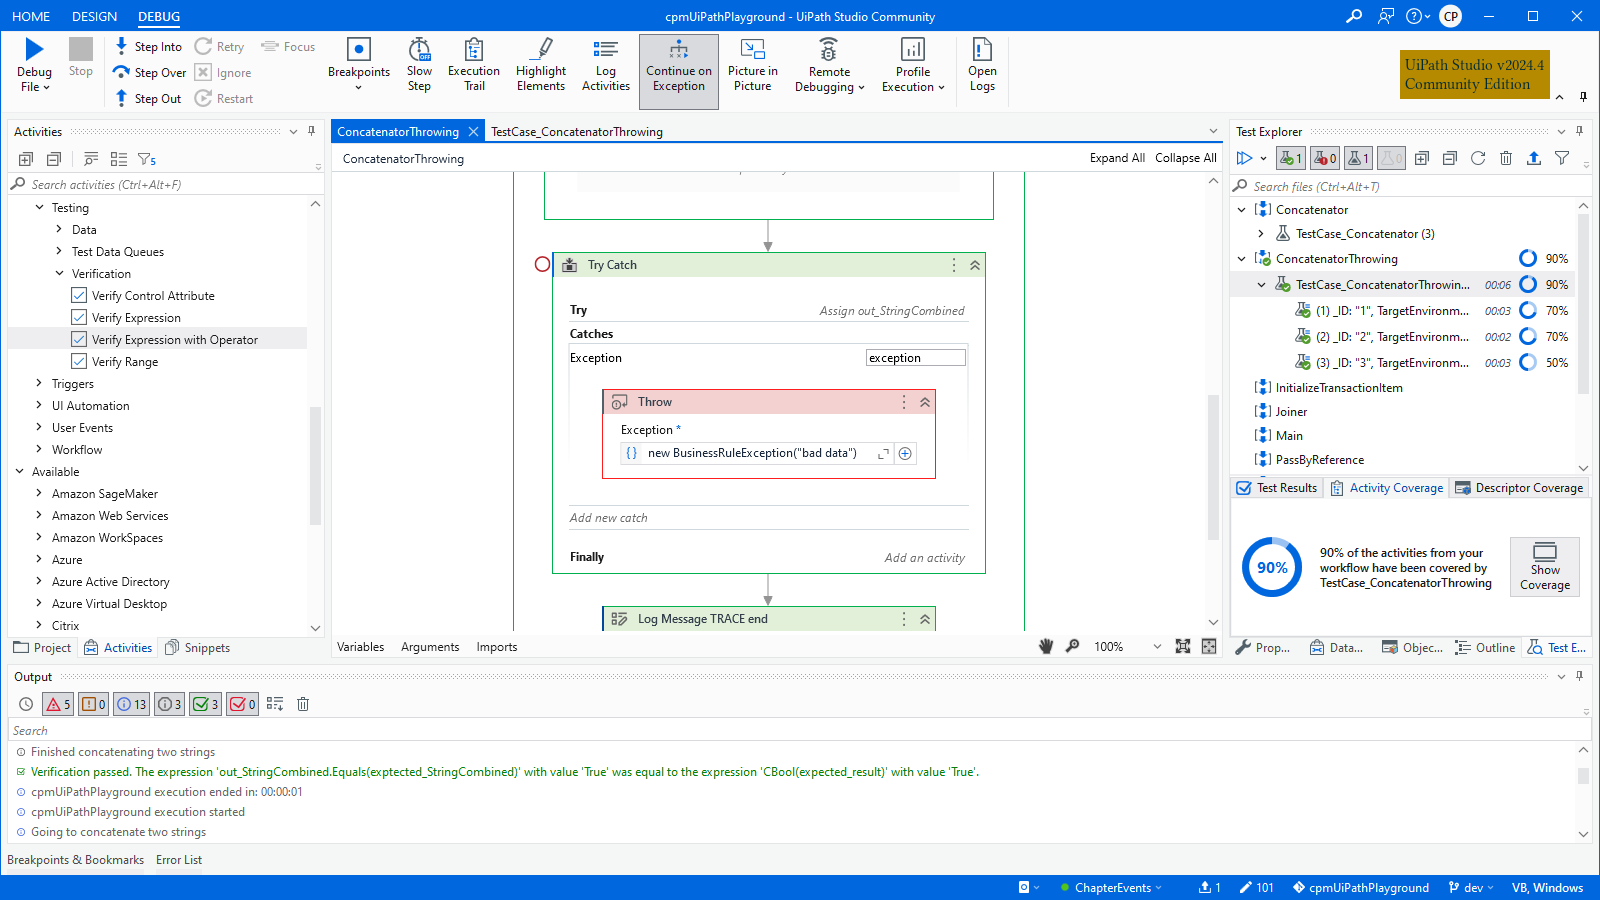 HOME DESIGN DEBUG
cpmUiPathPlayground - UiPath Studio Community
CP
Debug File
Stop
Step Into
Step Over
Step Out
Retry
Ignore
Restart
Focus
Breakpoints
Slow Step
Execution Trail
Highlight Elements
Log Activities
Continue on Exception
Picture in Picture
Remote Debugging
Profile Execution
Open Logs
UiPath Studio v2024.4
Community Edition
Activities
5
Search activities (Ctrl+Alt+F)
Testing
Data
Test Data Queues
Verification
Verify Control Attribute
Verify Expression
Verify Expression with Operator
Verify Range
Triggers
UI Automation
User Events
Workflow
Available
Amazon SageMaker
Amazon Web Services
Amazon WorkSpaces
Azure
Azure Active Directory
Azure Virtual Desktop
Citrix
Project Activities Snippets
ConcatenatorThrowing TestCase_ConcatenatorThrowing
ConcatenatorThrowing
Expand All Collapse All
Try Catch
Try Assign out_StringCombined
Catches
Exception exception
Throw
Exception *
{} new BusinessRuleException("bad data")
Add new catch
Finally Add an activity
Log Message TRACE end
Variables Arguments Imports
100%
Test Explorer
1 0 1 0
Search files (Ctrl+Alt+T)
Concatenator
TestCase_Concatenator (3)
ConcatenatorThrowing 90%
TestCase_ConcatenatorThrowin... 00:06 90%
(1) _ID: "1", TargetEnvironm... 00:03 70%
(2) _ID: "2", TargetEnvironm... 00:02 70%
(3) _ID: "3", TargetEnvironm... 00:03 50%
InitializeTransactionItem
Joiner
Main
PassByReference
Test Results Activity Coverage Descriptor Coverage
90%
90% of the activities from your
workflow have been covered by
TestCase_ConcatenatorThrowing
Show Coverage
Prop... Data... Objec... Outline Test E...
Output
5 0 13 3 3 0
Search
Finished concatenating two strings
Verification passed. The expression 'out_StringCombined.Equals(exptected_StringCombined)' with value 'True' was equal to the expression 'CBool(expected_result)' with value 'True'.
cpmUiPathPlayground execution ended in: 00:00:01
cpmUiPathPlayground execution started
Going to concatenate two strings
Breakpoints & Bookmarks Error List
ChapterEvents 1 101 cpmUiPathPlayground dev VB, Windows